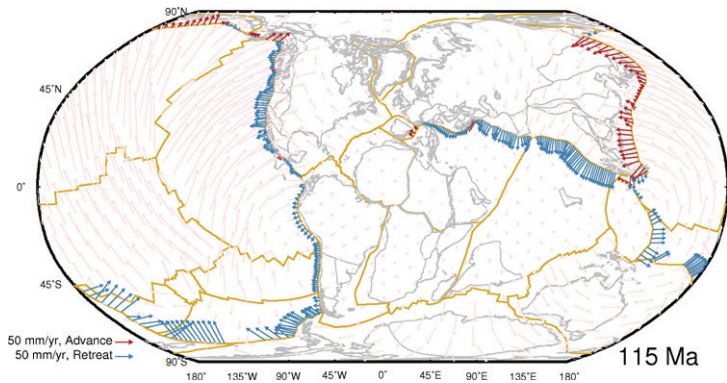 90˚N
45˚N
0˚
45˚S
50 mm/yr, Advance
50 mm/yr, Retreat
90˚S
180˚ 135˚W 90˚W 45˚W 0˚ 45˚E 90˚E 135˚E 180˚
115 Ma